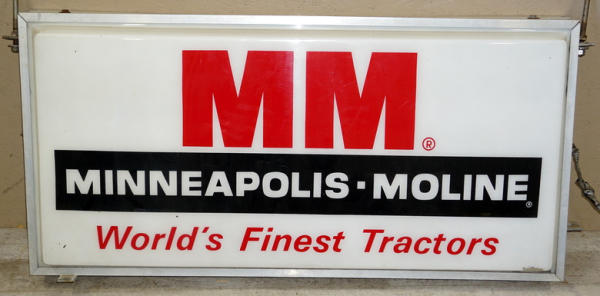 MM®
MINNEAPOLIS-MOLINE®
World's Finest Tractors